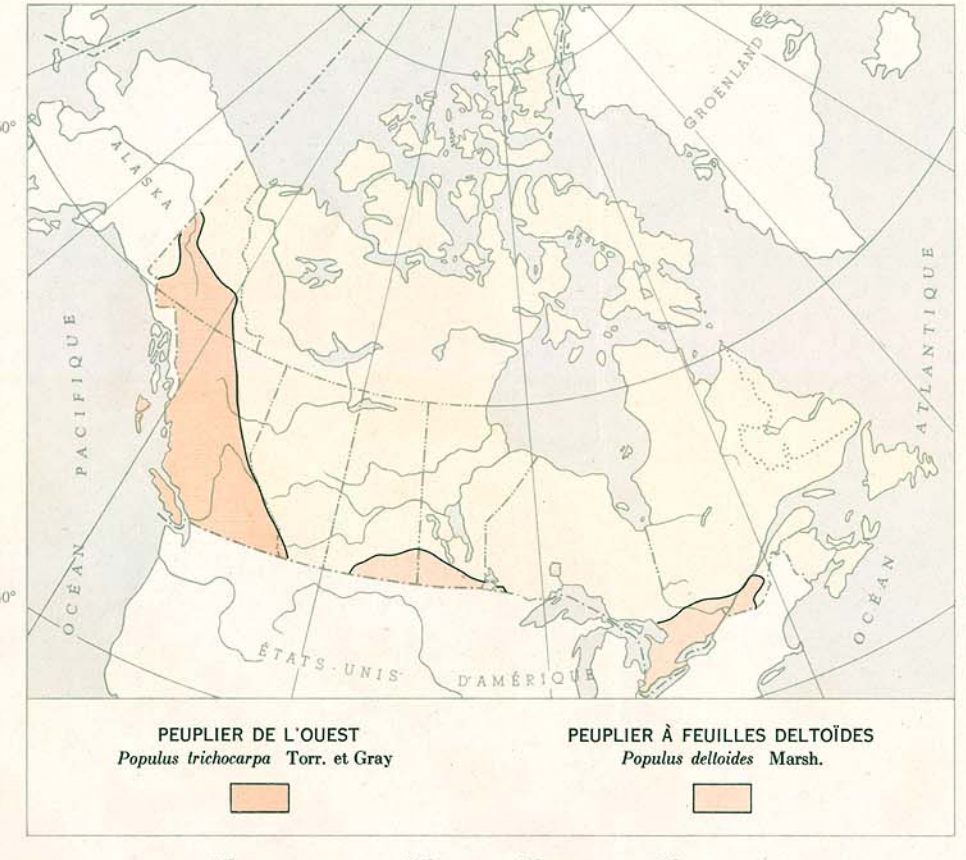 GROËNLAND
ALASKA
OCÉAN PACIFIQUE
OCÉAN ATLANTIQUE
ÉTATS-UNIS D'AMÉRIQUE
PEUPLIER DE L'OUEST
Populus trichocarpa Torr. et Gray
PEUPLIER À FEUILLES DELTOÏDES
Populus deltoides Marsh.